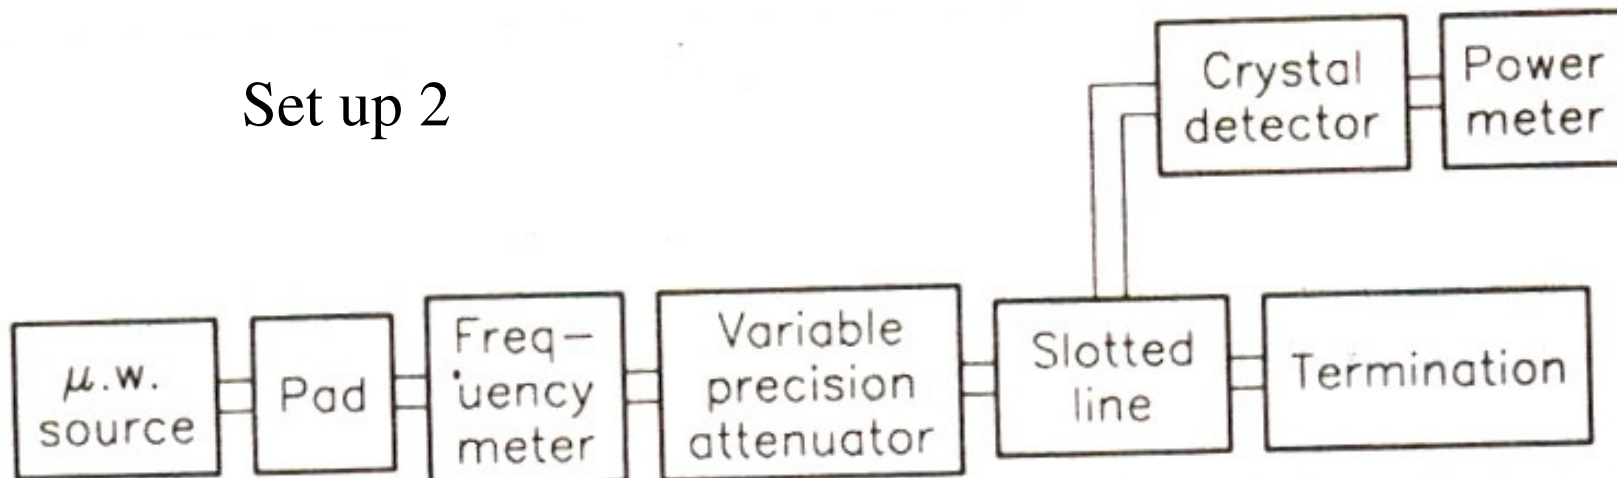 Set up 2
Crystal
detector
Power
meter
μ.w.
source
Pad
Freq-
uency
meter
Variable
precision
attenuator
Slotted
line
Termination